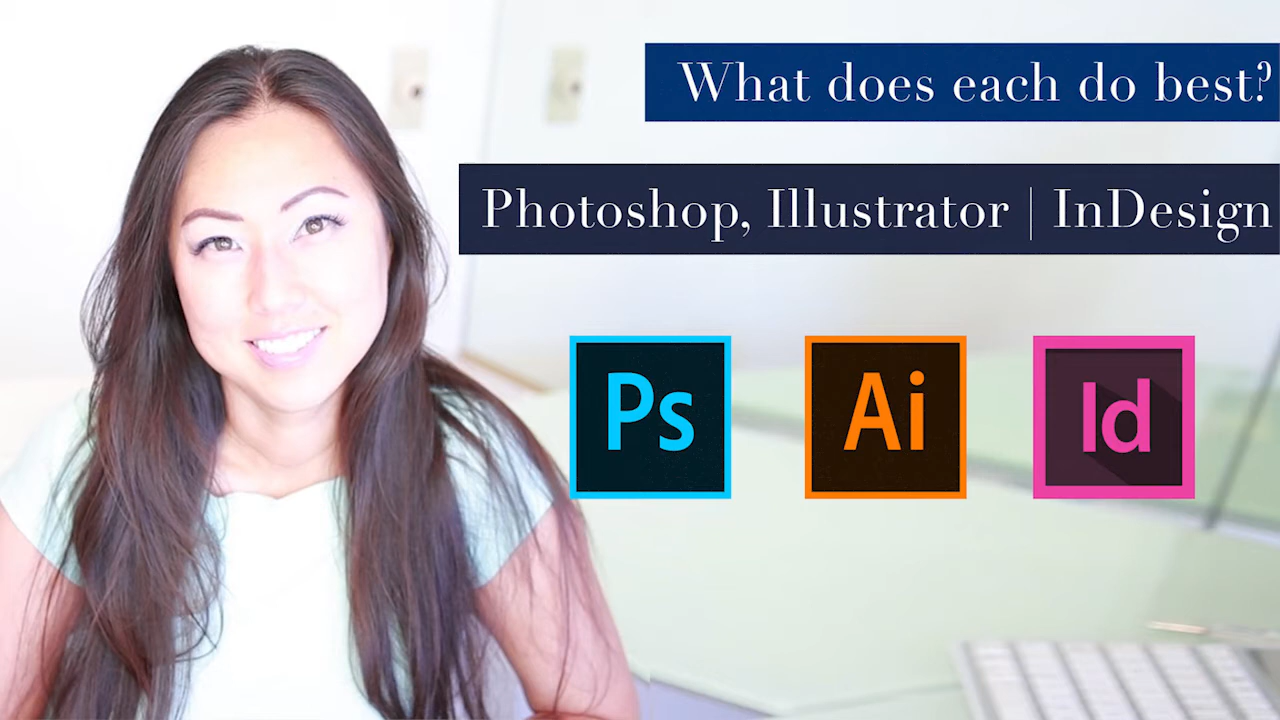 What does each do best?
Photoshop, Illustrator | InDesign
Ps
Ai
Id